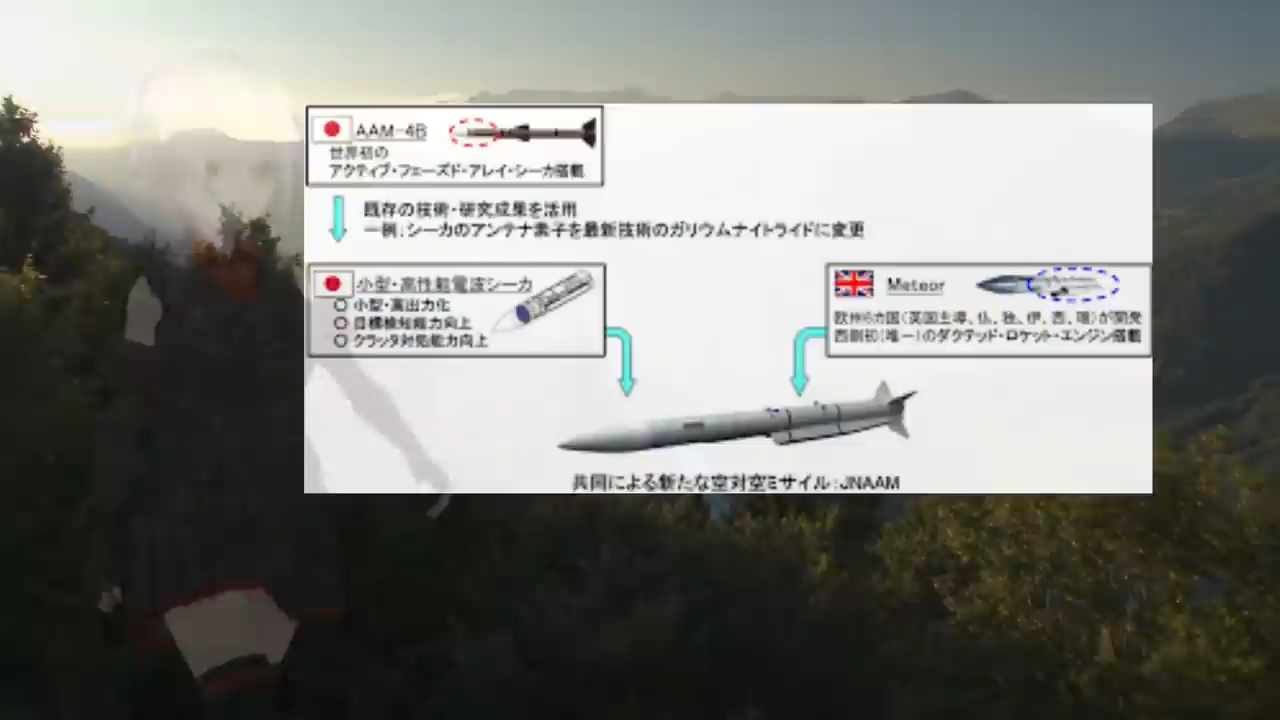 AAM-4B
世界初の
アクティブ・フェーズド・アレイ・シーカ搭載
既存の技術・研究成果を活用
一例:シーカのアンテナ素子を最新技術のガリウムナイトライドに変更
小型・高性能電波シーカ
○ 小型・高出力化
○ 目標検知能力向上
○ クラッタ対処能力向上
Meteor
欧州6カ国(英国主導、仏、独、伊、西、瑞)が開発
西側初(唯一)のダクテッド・ロケット・エンジン搭載
共同による新たな空対空ミサイル:JNAAM